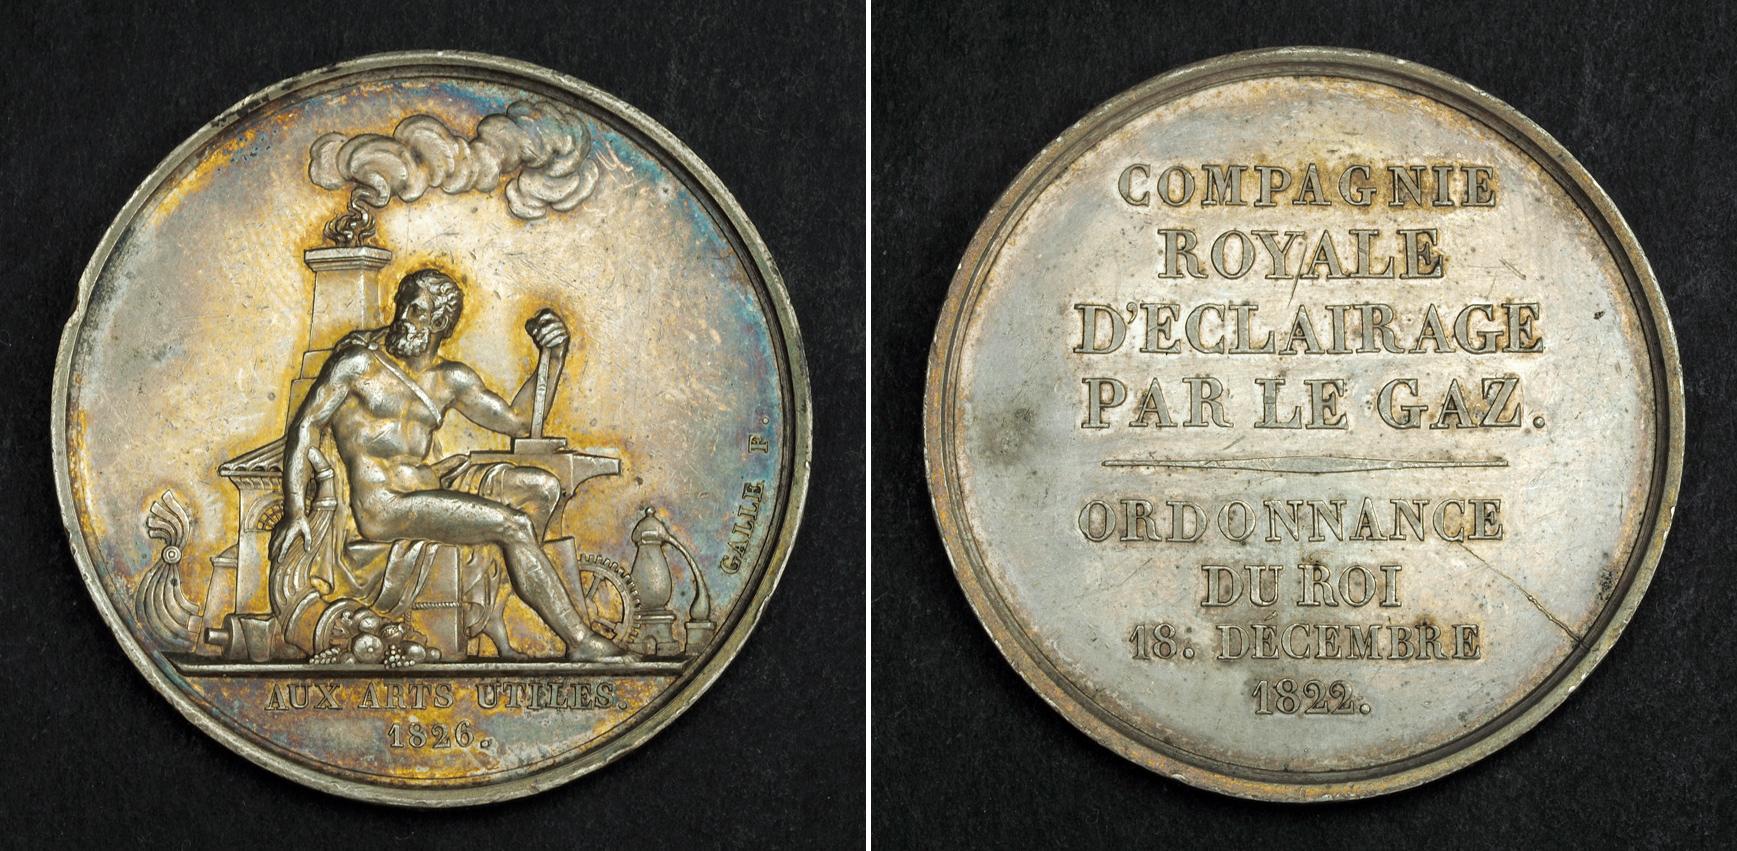 GALLE F.
AUX ARTS UTILES.
1826.
COMPAGNIE
ROYALE
D'ECLAIRAGE
PAR LE GAZ.
ORDONNANCE
DU ROI
18. DÉCEMBRE
1822.